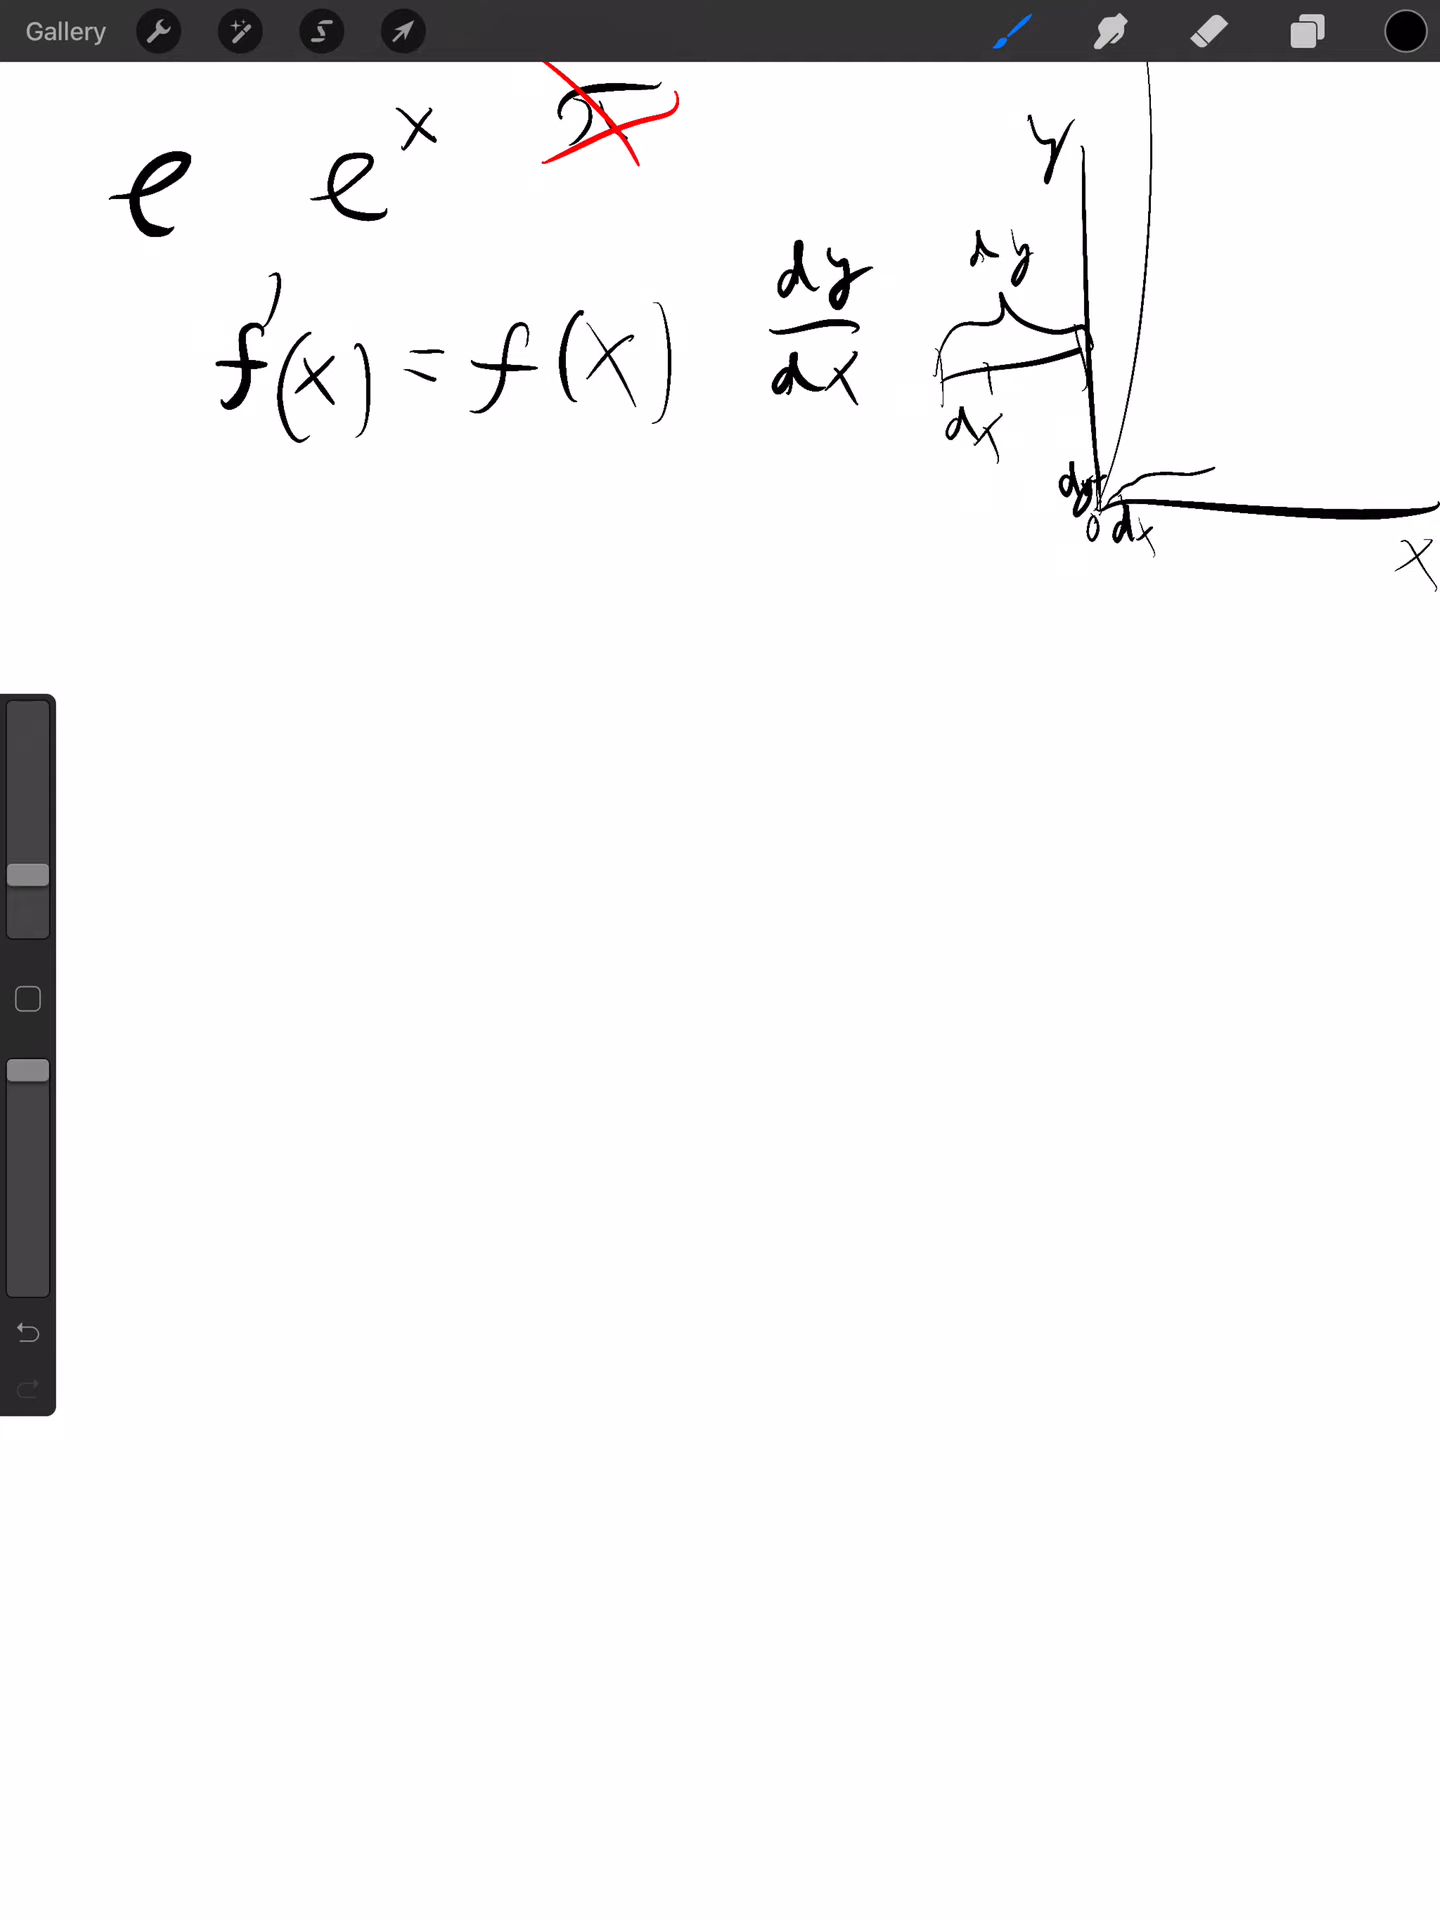 Gallery
e e^x π
f'(x) = f(x)
dy
dx
y
dy
dx
dy
0 dx
x